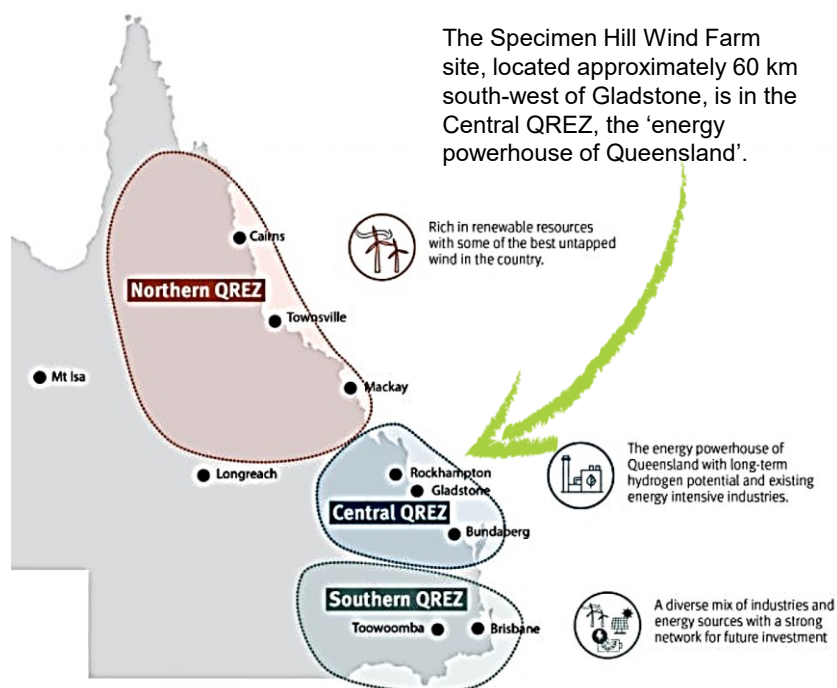 The Specimen Hill Wind Farm
site, located approximately 60 km
south-west of Gladstone, is in the
Central QREZ, the ‘energy
powerhouse of Queensland’.
Rich in renewable resources
with some of the best untapped
wind in the country.
Cairns
Northern QREZ
Townsville
Mt Isa
Mackay
Longreach
Rockhampton
Gladstone
Central QREZ
Bundaberg
The energy powerhouse of
Queensland with long-term
hydrogen potential and existing
energy intensive industries.
Southern QREZ
Toowoomba
Brisbane
A diverse mix of industries and
energy sources with a strong
network for future investment